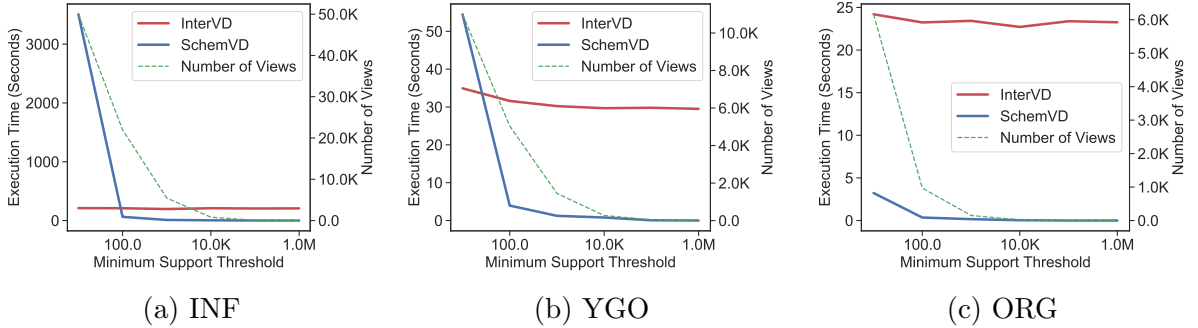 InterVD
SchemVD
Number of Views
3000
2000
1000
0
50.0K
40.0K
30.0K
20.0K
10.0K
0.0
100.0
10.0K
1.0M
Execution Time (Seconds)
Number of Views
Minimum Support Threshold
(a) INF
InterVD
SchemVD
Number of Views
50
40
30
20
10
0
10.0K
8.0K
6.0K
4.0K
2.0K
0.0
100.0
10.0K
1.0M
Execution Time (Seconds)
Number of Views
Minimum Support Threshold
(b) YGO
InterVD
SchemVD
Number of Views
25
20
15
10
5
0
6.0K
5.0K
4.0K
3.0K
2.0K
1.0K
0.0
100.0
10.0K
1.0M
Execution Time (Seconds)
Number of Views
Minimum Support Threshold
(c) ORG